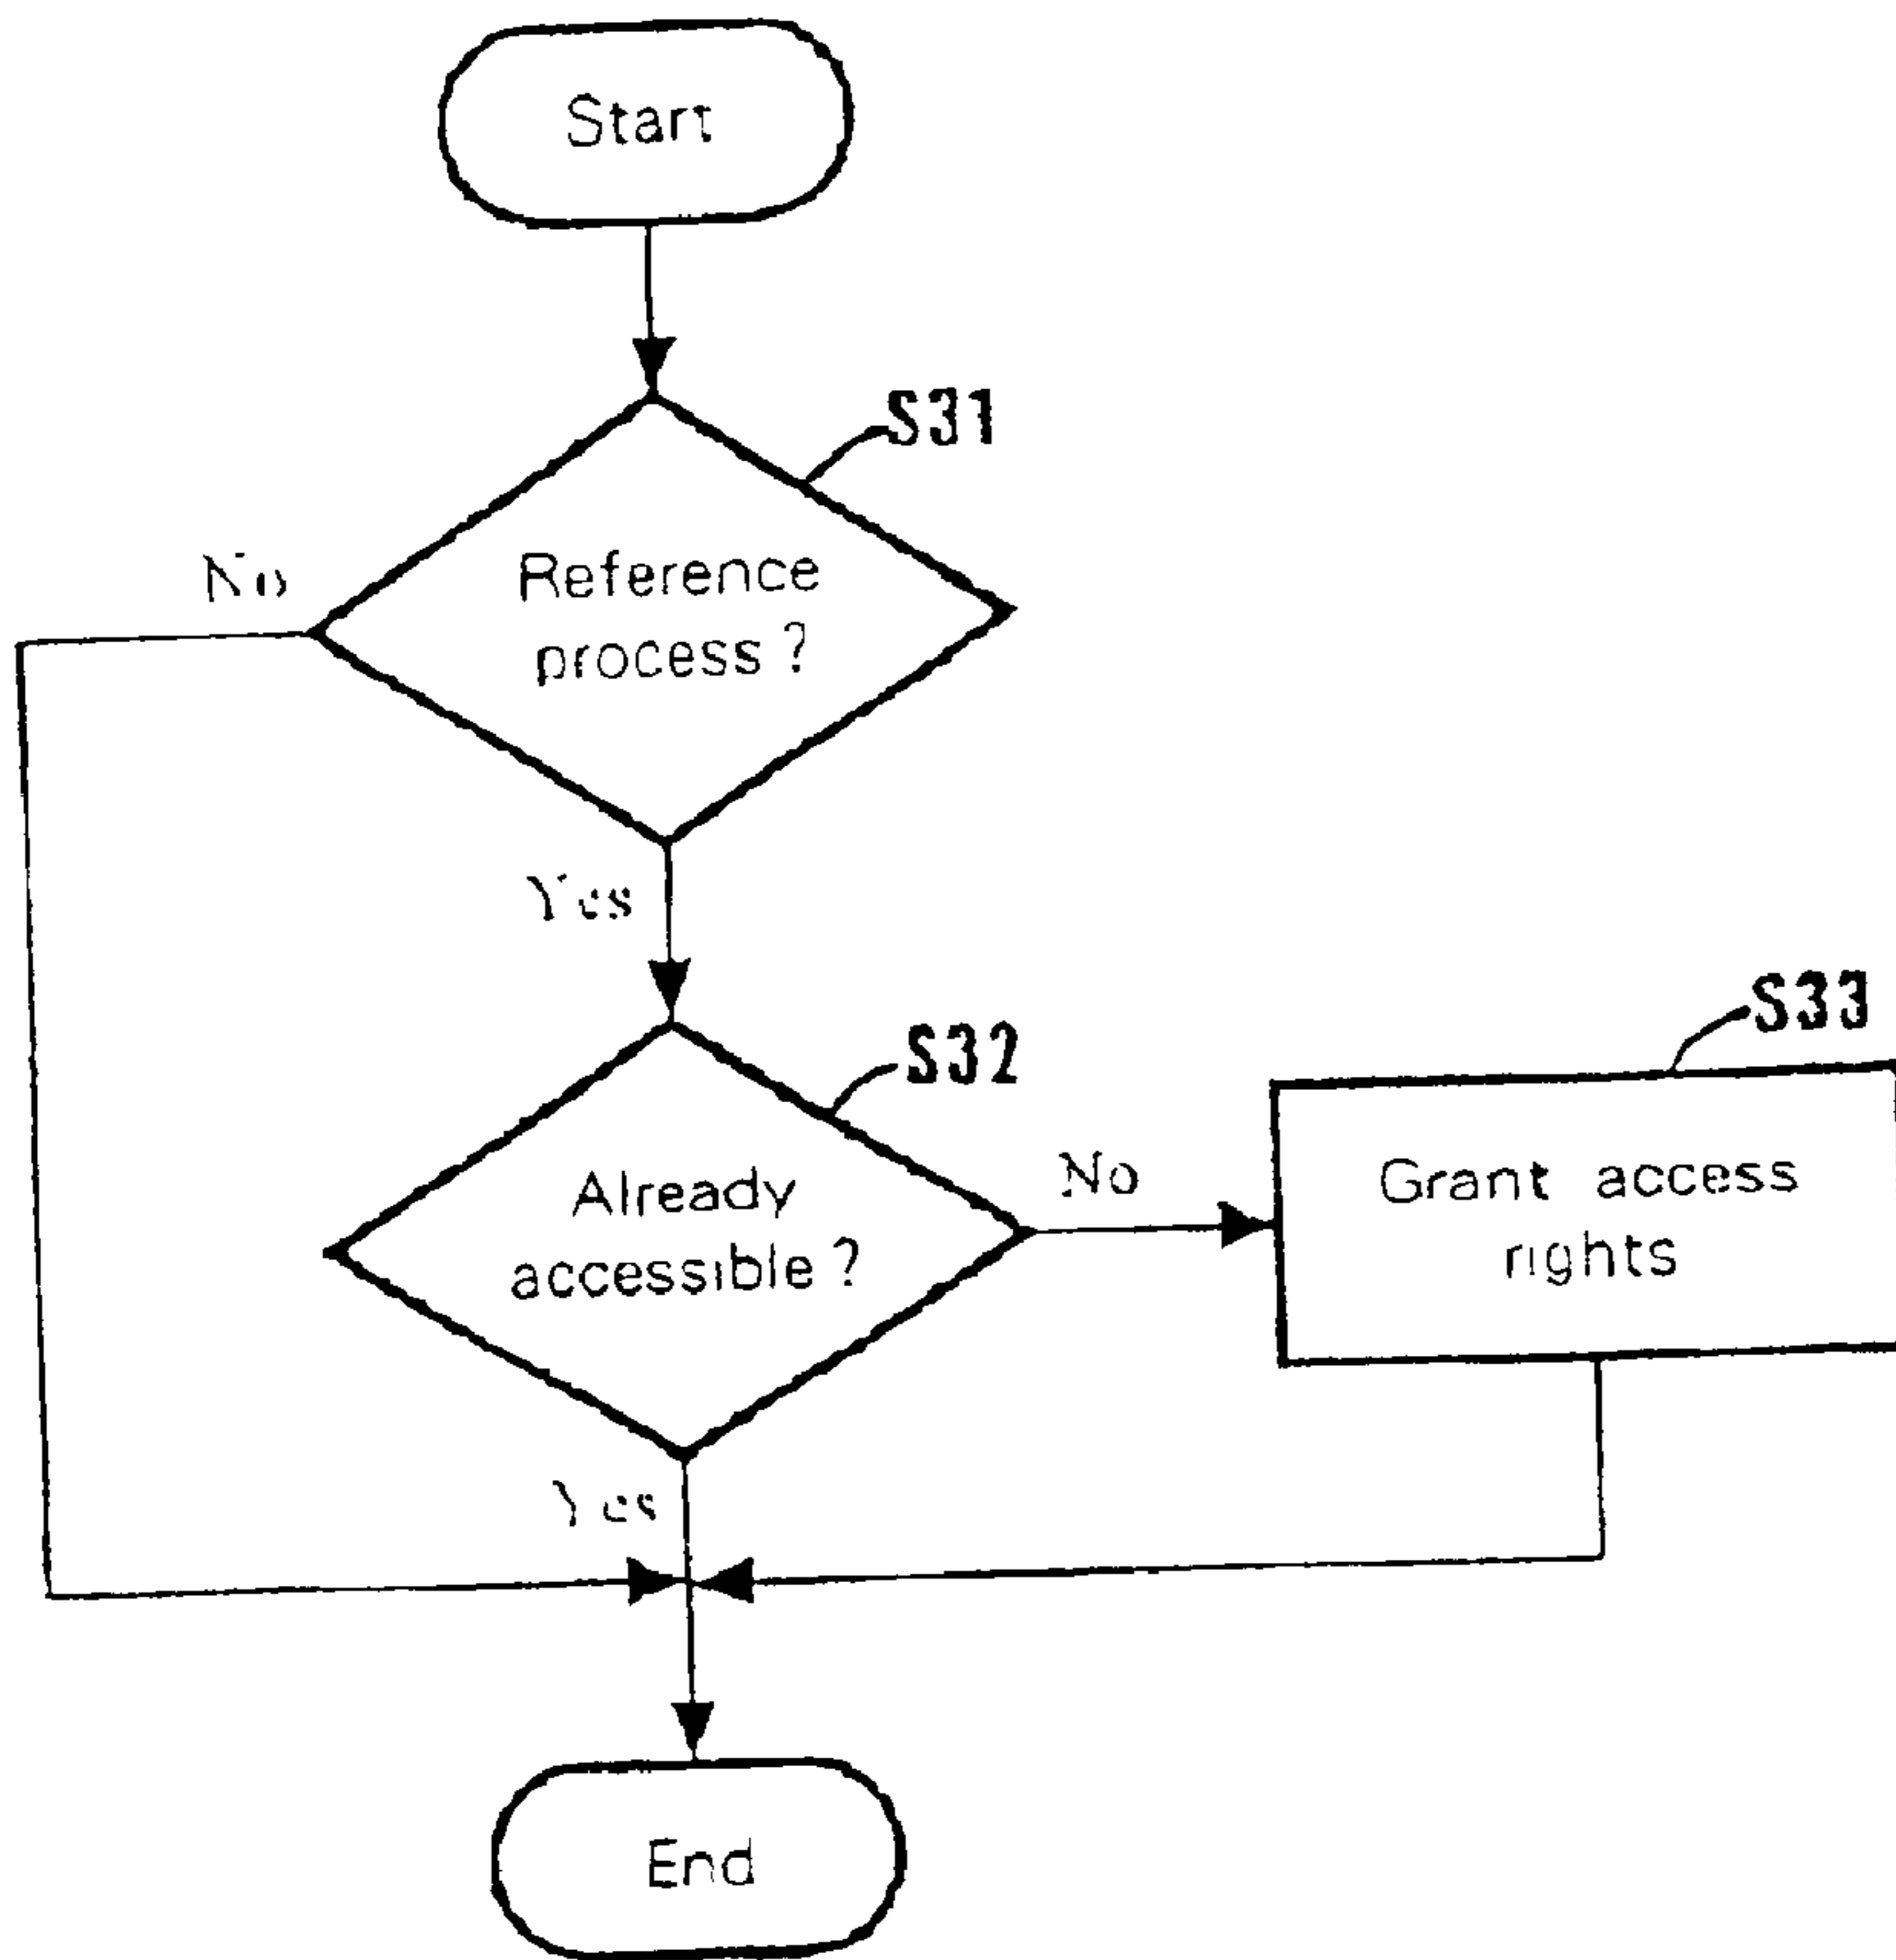 Start
S31
No
Reference
process ?
Yes
S32
S33
Already
accessible ?
No
Grant access
rights
Yes
End